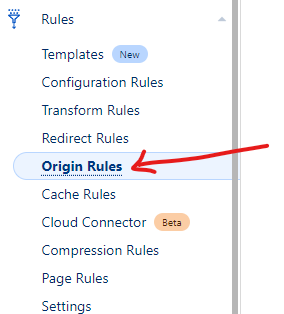 Rules
Templates New
Configuration Rules
Transform Rules
Redirect Rules
Origin Rules
Cache Rules
Cloud Connector Beta
Compression Rules
Page Rules
Settings